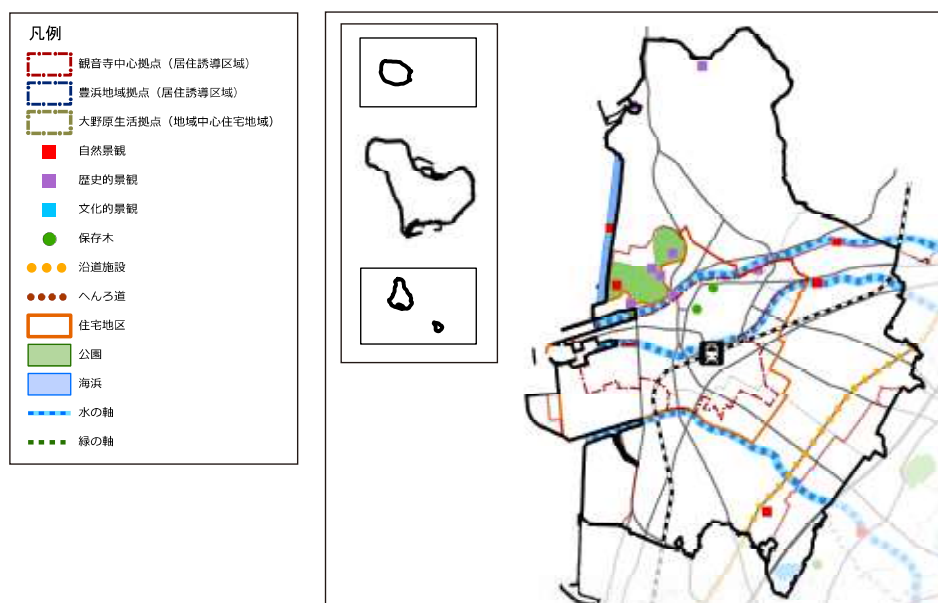 凡例
観音寺中心拠点（居住誘導区域）
豊浜地域拠点（居住誘導区域）
大野原生活拠点（地域中心住宅地域）
自然景観
歴史的景観
文化的景観
保存木
沿道施設
へんろ道
住宅地区
公園
海浜
水の軸
緑の軸